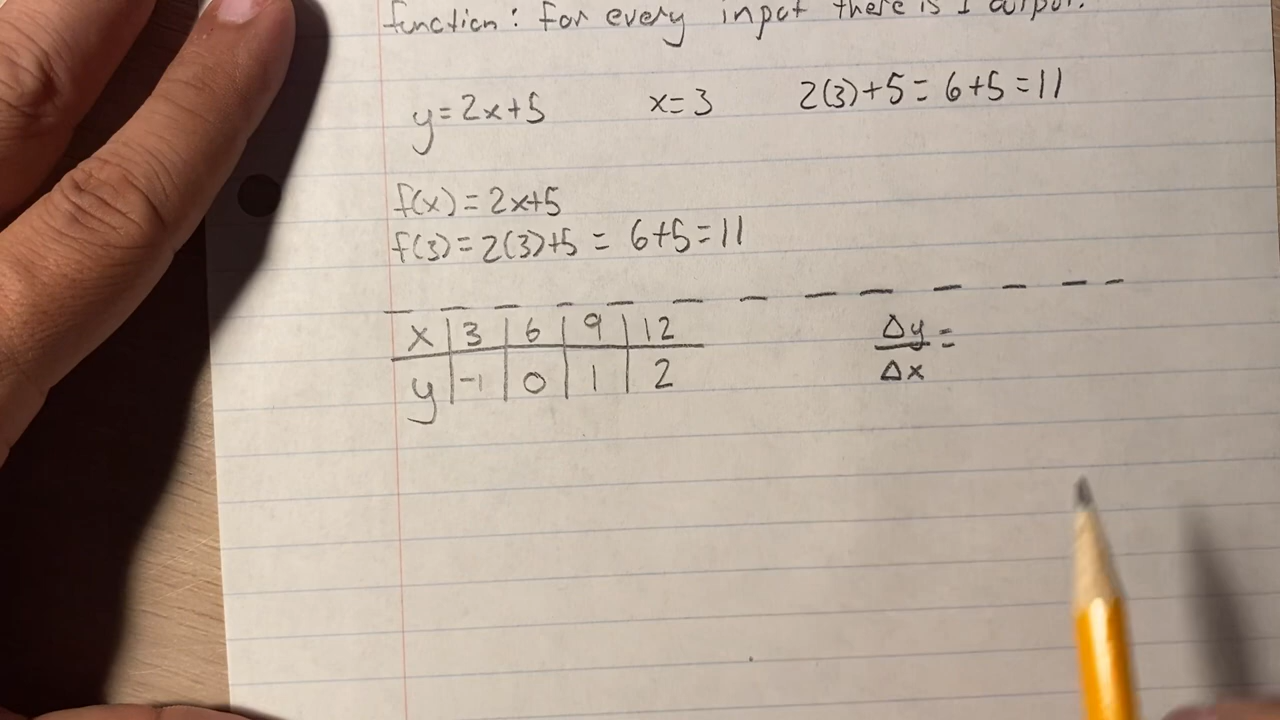 function: For every input there is 1 output.
y=2x+5 x=3 2(3)+5=6+5=11
f(x)=2x+5
f(3)=2(3)+5=6+5=11
x 3 6 9 12
y -1 0 1 2
Δy/Δx=